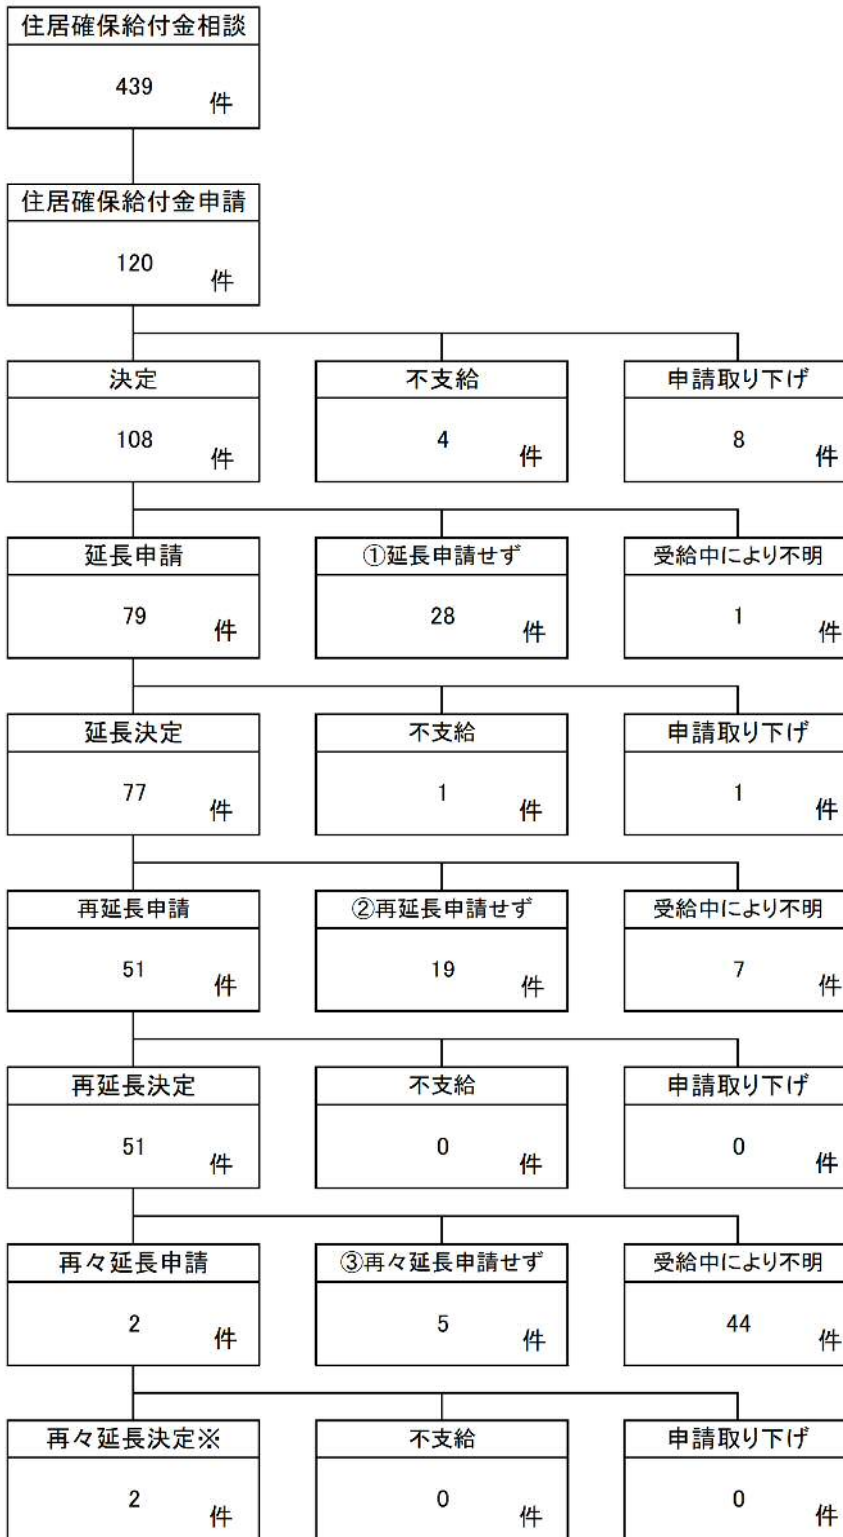 住居確保給付金相談
439 件
住居確保給付金申請
120 件
決定 不支給 申請取り下げ
108 件 4 件 8 件
延長申請 ①延長申請せず 受給中により不明
79 件 28 件 1 件
延長決定 不支給 申請取り下げ
77 件 1 件 1 件
再延長申請 ②再延長申請せず 受給中により不明
51 件 19 件 7 件
再延長決定 不支給 申請取り下げ
51 件 0 件 0 件
再々延長申請 ③再々延長申請せず 受給中により不明
2 件 5 件 44 件
再々延長決定※ 不支給 申請取り下げ
2 件 0 件 0 件